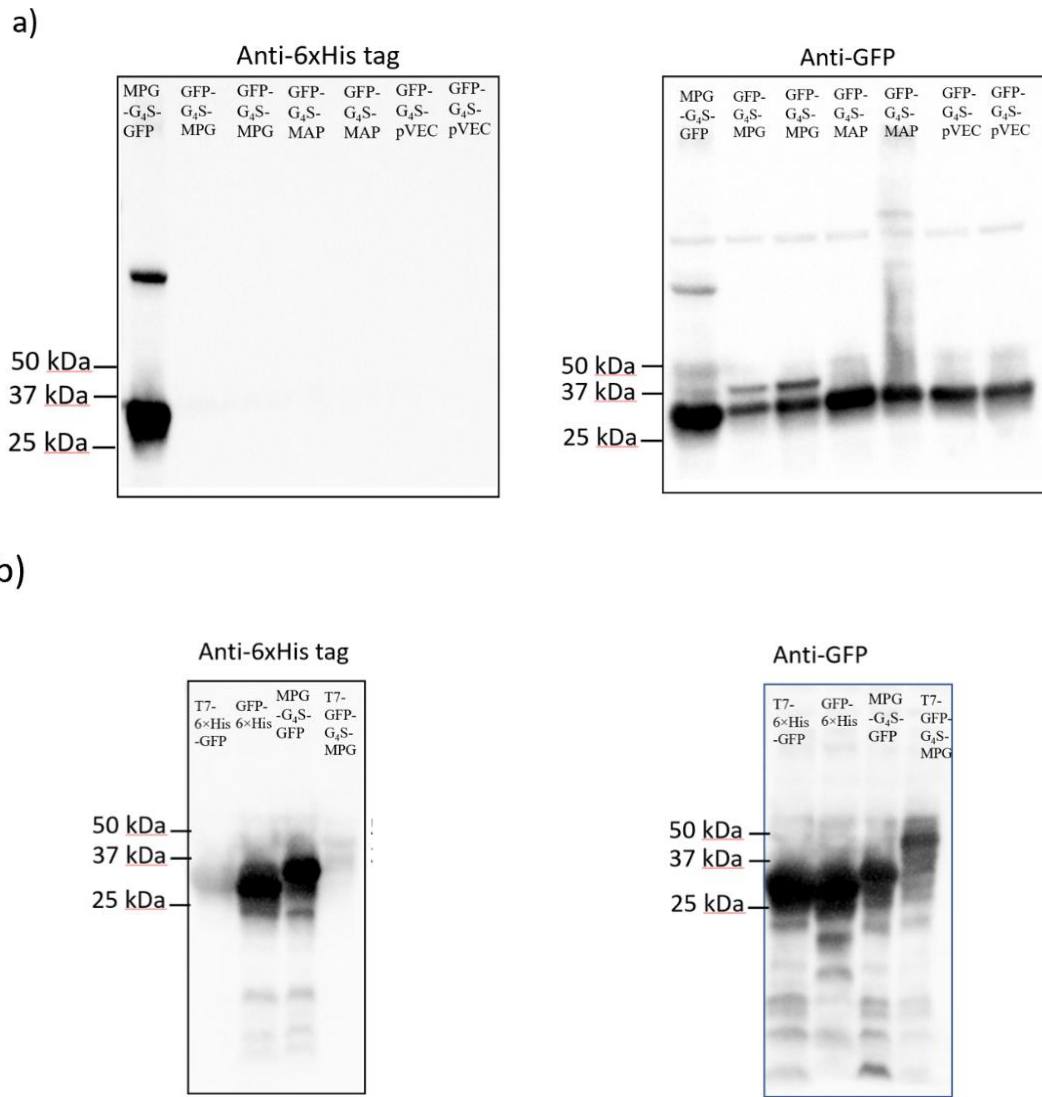 a)
Anti-6xHis tag
MPG
-G₄S-
GFP
GFP-
G₄S-
MPG
GFP-
G₄S-
MPG
GFP-
G₄S-
MAP
GFP-
G₄S-
MAP
GFP-
G₄S-
pVEC
GFP-
G₄S-
pVEC
50 kDa
37 kDa
25 kDa
Anti-GFP
MPG
-G₄S-
GFP
GFP-
G₄S-
MPG
GFP-
G₄S-
MPG
GFP-
G₄S-
MAP
GFP-
G₄S-
MAP
GFP-
G₄S-
pVEC
GFP-
G₄S-
pVEC
50 kDa
37 kDa
25 kDa
b)
Anti-6xHis tag
T7-
6×His
-GFP
GFP-
6×His
MPG
-G₄S-
GFP
T7-
GFP-
G₄S-
MPG
50 kDa
37 kDa
25 kDa
Anti-GFP
T7-
6×His
-GFP
GFP-
6×His
MPG
-G₄S-
GFP
T7-
GFP-
G₄S-
MPG
50 kDa
37 kDa
25 kDa